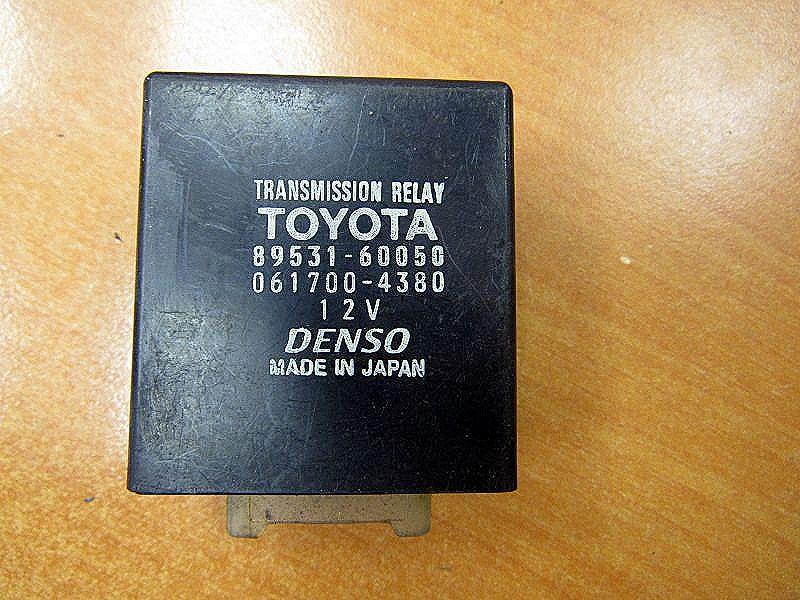 TRANSMISSION RELAY
TOYOTA
89531-60050
061700-4380
12V
DENSO
MADE IN JAPAN